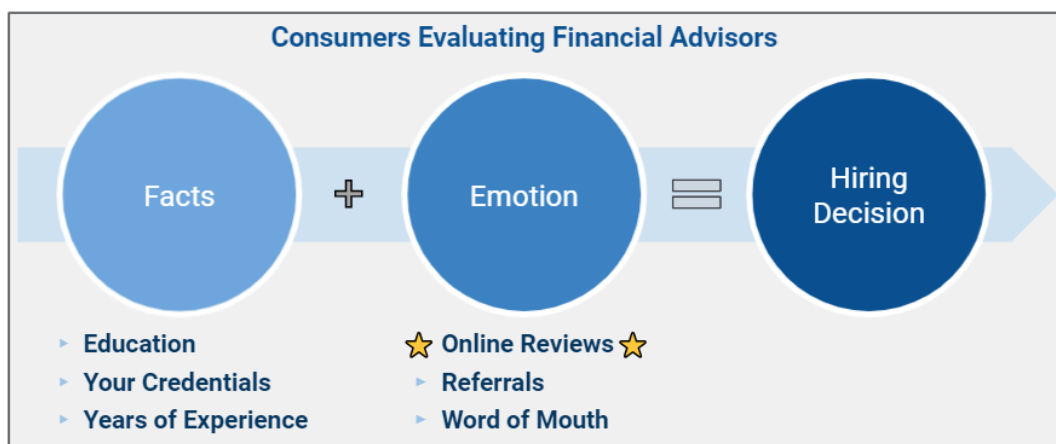 Consumers Evaluating Financial Advisors
Facts
+
Emotion
=
Hiring
Decision
Education
Your Credentials
Years of Experience
Online Reviews
Referrals
Word of Mouth